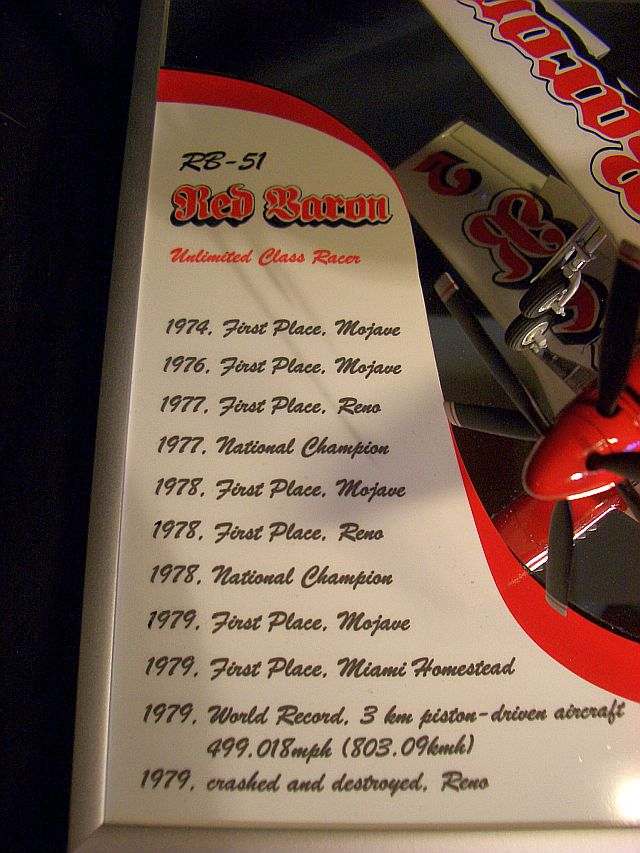 RB-51
Red Baron
Unlimited Class Racer
1974, First Place, Mojave
1976, First Place, Mojave
1977, First Place, Reno
1977, National Champion
1978, First Place, Mojave
1978, First Place, Reno
1978, National Champion
1979, First Place, Mojave
1979, First Place, Miami Homestead
1979, World Record, 3 km piston-driven aircraft
499.018mph (803.09kmh)
1979, crashed and destroyed, Reno